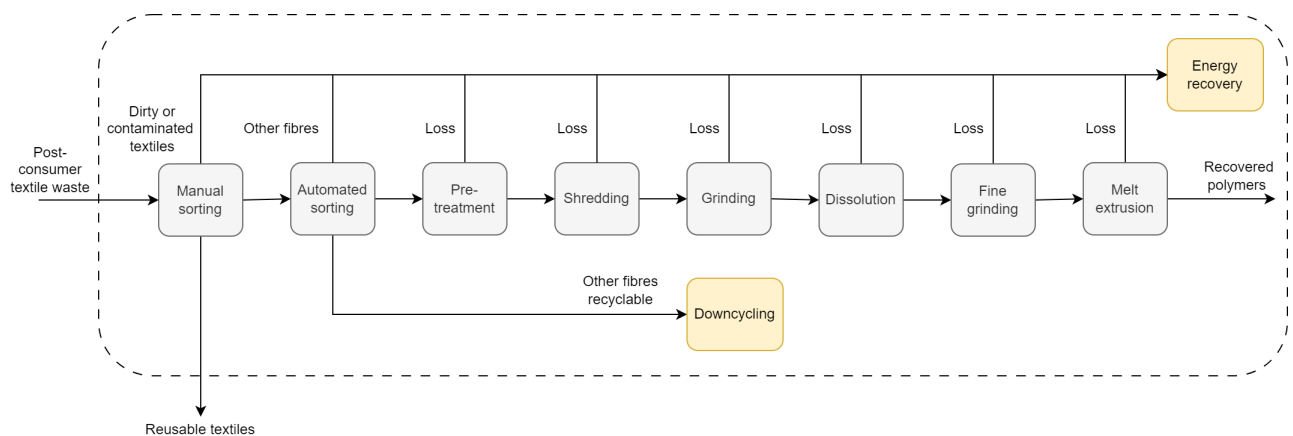 Energy
recovery
Dirty or
contaminated
textiles
Other fibres
Loss
Loss
Loss
Loss
Loss
Loss
Post-
consumer
textile waste
Manual
sorting
Automated
sorting
Pre-
treatment
Shredding
Grinding
Dissolution
Fine
grinding
Melt
extrusion
Recovered
polymers
Other fibres
recyclable
Downcycling
Reusable textiles